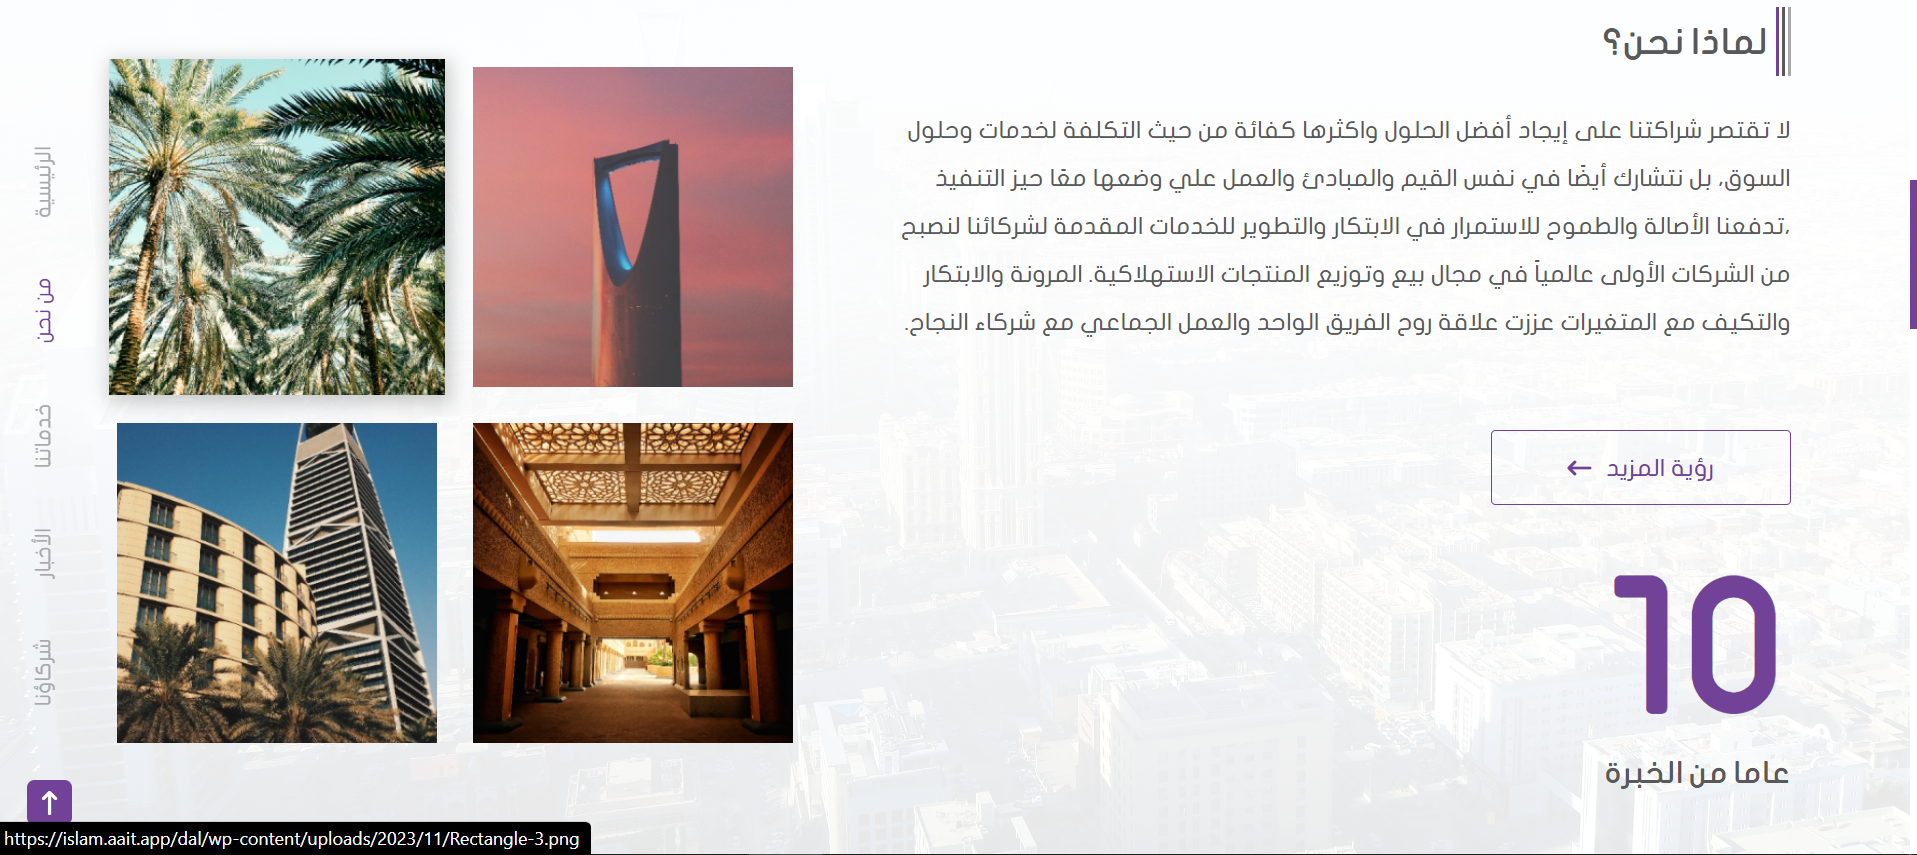 لماذا نحن؟
لا تقتصر شراكتنا على إيجاد أفضل الحلول واكثرها كفائة من حيث التكلفة لخدمات وحلول
السوق، بل نتشارك أيضًا في نفس القيم والمبادئ والعمل علي وضعها معًا حيز التنفيذ
،تدفعنا الأصالة والطموح للاستمرار في الابتكار والتطوير للخدمات المقدمة لشركائنا لنصبح
من الشركات الأولى عالمياً في مجال بيع وتوزيع المنتجات الاستهلاكية. المرونة والابتكار
والتكيف مع المتغيرات عززت علاقة روح الفريق الواحد والعمل الجماعي مع شركاء النجاح.
رؤية المزيد
10
عاما من الخبرة
الرئيسية
من نحن
خدماتنا
الأخبار
شركاؤنا
https://islam.aait.app/dal/wp-content/uploads/2023/11/Rectangle-3.png